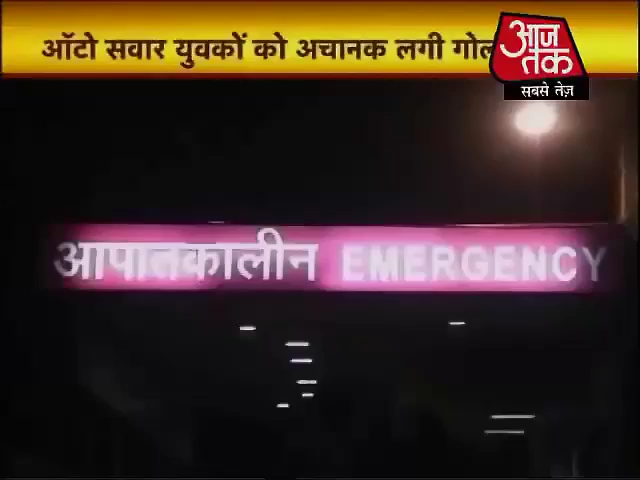 ऑटो सवार युवकों को अचानक लगी
आज
तक
सबसे तेज़
आपातकालीन EMERGENCY